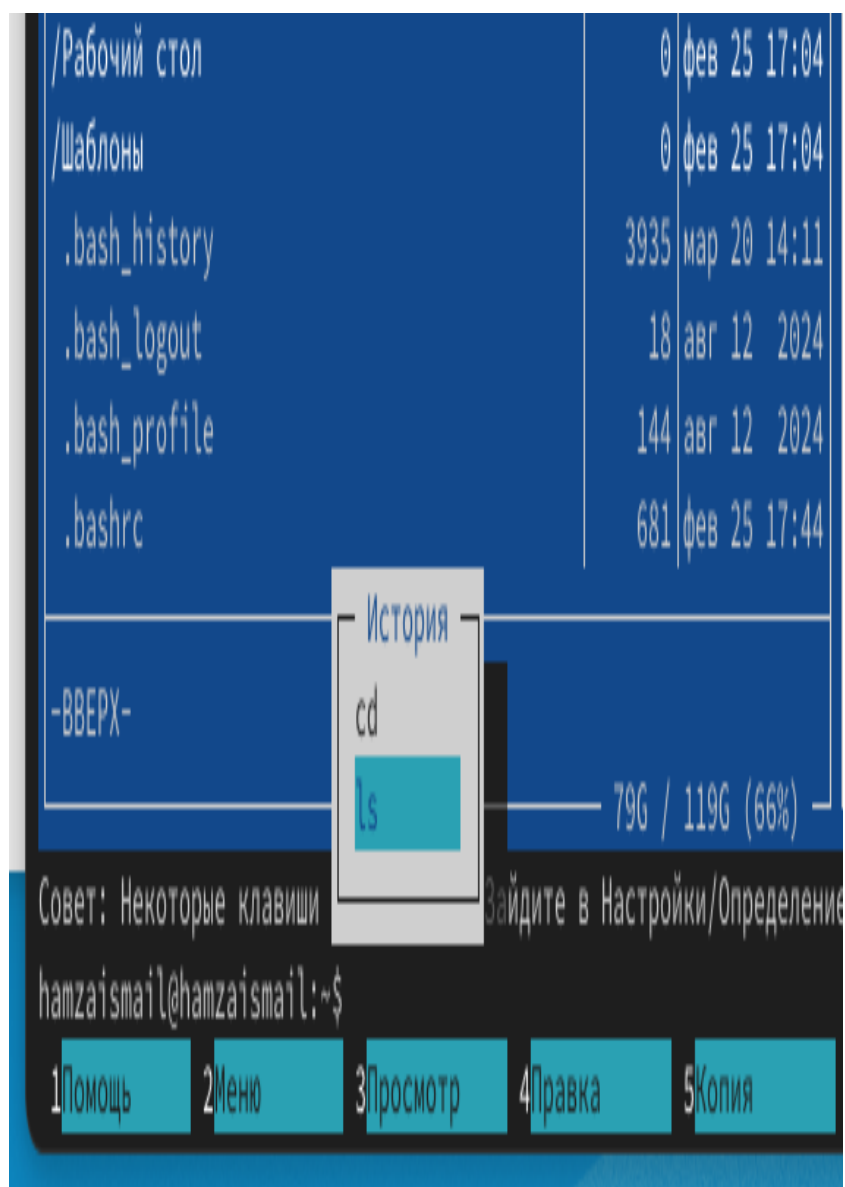 /Рабочий стол 0 фев 25 17:04
/Шаблоны 0 фев 25 17:04
.bash_history 3935 мар 20 14:11
.bash_logout 18 авг 12 2024
.bash_profile 144 авг 12 2024
.bashrc 681 фев 25 17:44
История
-ВВЕРХ-
cd
ls
79G / 119G (66%)
Совет: Некоторые клавиши Зайдите в Настройки/Определение
hamzaismail@hamzaismail:~$
1Помощь 2Меню 3Просмотр 4Правка 5Копия